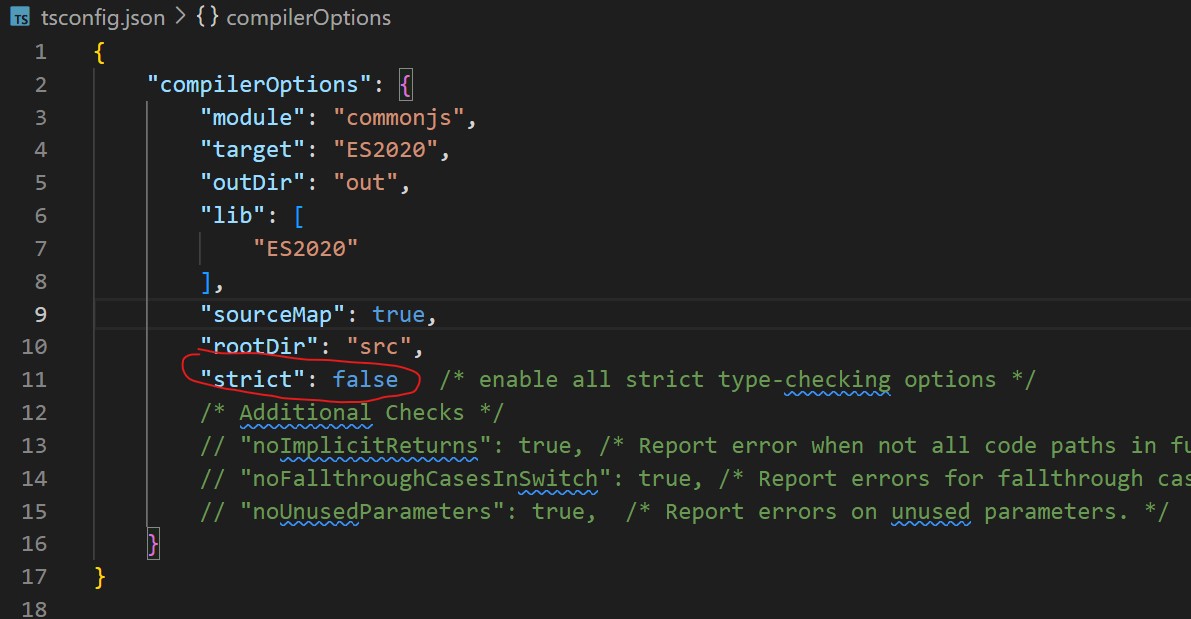 TS tsconfig.json > {} compilerOptions
1 {
2 "compilerOptions": {
3 "module": "commonjs",
4 "target": "ES2020",
5 "outDir": "out",
6 "lib": [
7 "ES2020"
8 ],
9 "sourceMap": true,
10 "rootDir": "src",
11 "strict": false /* enable all strict type-checking options */
12 /* Additional Checks */
13 // "noImplicitReturns": true, /* Report error when not all code paths in fu
14 // "noFallthroughCasesInSwitch": true, /* Report errors for fallthrough cas
15 // "noUnusedParameters": true, /* Report errors on unused parameters. */
16 }
17 }
18